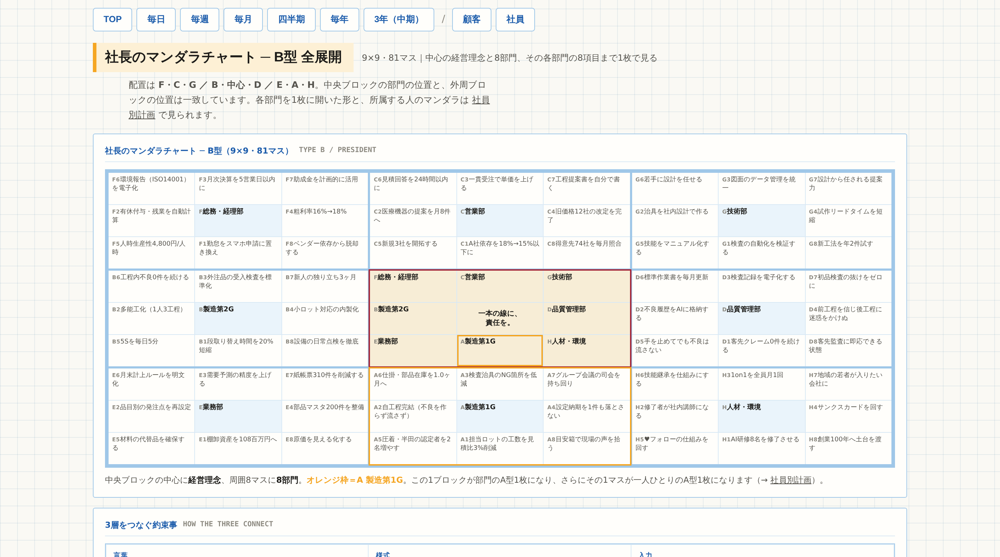 TOP 毎日 毎週 毎月 四半期 毎年 3年（中期） / 顧客 社員
社長のマンダラチャート ─ B型 全展開 9×9・81マス｜中心の経営理念と8部門、その各部門の8項目まで1枚で見る
配置は F・C・G ／ B・中心・D ／ E・A・H。中央ブロックの部門の位置と、外周ブロ
ックの位置は一致しています。各部門を1枚に開いた形と、所属する人のマンダラは 社員
別計画 で見られます。
社長のマンダラチャート ─ B型（9×9・81マス） TYPE B / PRESIDENT
F6環境報告（ISO14001）
を電子化
F3月次決算を5営業日以内
に
F7助成金を計画的に活用
C6見積回答を24時間以内
に
C3一貫受注で単価を上げ
る
C7工程提案書を自分で書
く
G6若手に設計を任せる
G3図面のデータ管理を統
一
G7設計から任される提案
力
F2有休付与・残業を自動計
算
F総務・経理部
F4粗利率16%→18%
C2医療機器の提案を月8件
へ
C営業部
C4旧価格12社の改定を完
了
G2治具を社内設計で作る
G技術部
G4試作リードタイムを短
縮
F5人時生産性4,800円/人
時
F1勤怠をスマホ申請に置
き換え
F8ベンダー依存から脱却
する
C5新規3社を開拓する
C1A社依存を18%→15%以
下に
C8得意先74社を毎月照合
G5技能をマニュアル化す
る
G1検査の自動化を検証す
る
G8新工法を年2件試す
B6工程内不良0件を続ける
B3外注品の受入検査を標
準化
B7新人の独り立ち3ヶ月
F総務・経理部
C営業部
G技術部
D6標準作業書を毎月更新
D3検査記録を電子化する
D7初品検査の抜けをゼロ
に
B2多能工化（1人3工程）
B製造第2G
B4小ロット対応の内製化
B製造第2G
一本の線に、
責任を。
D品質管理部
D2不良履歴をAIに格納す
る
D品質管理部
D4前工程を信じ後工程に
迷惑をかけぬ
B55Sを毎日5分
B1段取り替え時間を20%
短縮
B8設備の日常点検を徹底
E業務部
A製造第1G
H人材・環境
D5手を止めてでも不良は
流さない
D1客先クレーム0件を続け
る
D8客先監査に即応できる
状態
E6月末計上ルールを明文
化
E3需要予測の精度を上げ
る
E7紙帳票310件を削減する
A6仕掛・部品在庫を1.0ヶ
月へ
A3検査治具のNG箇所を低
減
A7グループ会議の司会を
持ち回り
H6技能継承を仕組みにす
る
H31on1を全員月1回
H7地域の若者が入りたい
会社に
E2品目別の発注点を再設定
E業務部
E4部品マスタ200件を整備
A2自工程完結（不良を作
らず流さず）
A製造第1G
A4設定納期を1件も落とさ
ない
H2修了者が社内講師にな
る
H人材・環境
H4サンクスカードを回す
E5材料の代替品を確保す
る
E1棚卸資産を108百万円へ
E8原価を見える化する
A5圧着・半田の認定者を2
名増やす
A1担当ロットの工数を見
積比3%削減
A8目安箱で現場の声を拾
う
H5♥フォローの仕組みを
回す
H1AI研修8名を修了させる
H8創業100年へ土台を渡
す
中央ブロックの中心に経営理念、周囲8マスに8部門。オレンジ枠＝A 製造第1G。この1ブロックが部門のA型1枚になり、さらにその1マスが一人ひとりのA型1枚になります（→ 社員別計画）。
3層をつなぐ約束事 HOW THE THREE CONNECT
言葉 様式 入力